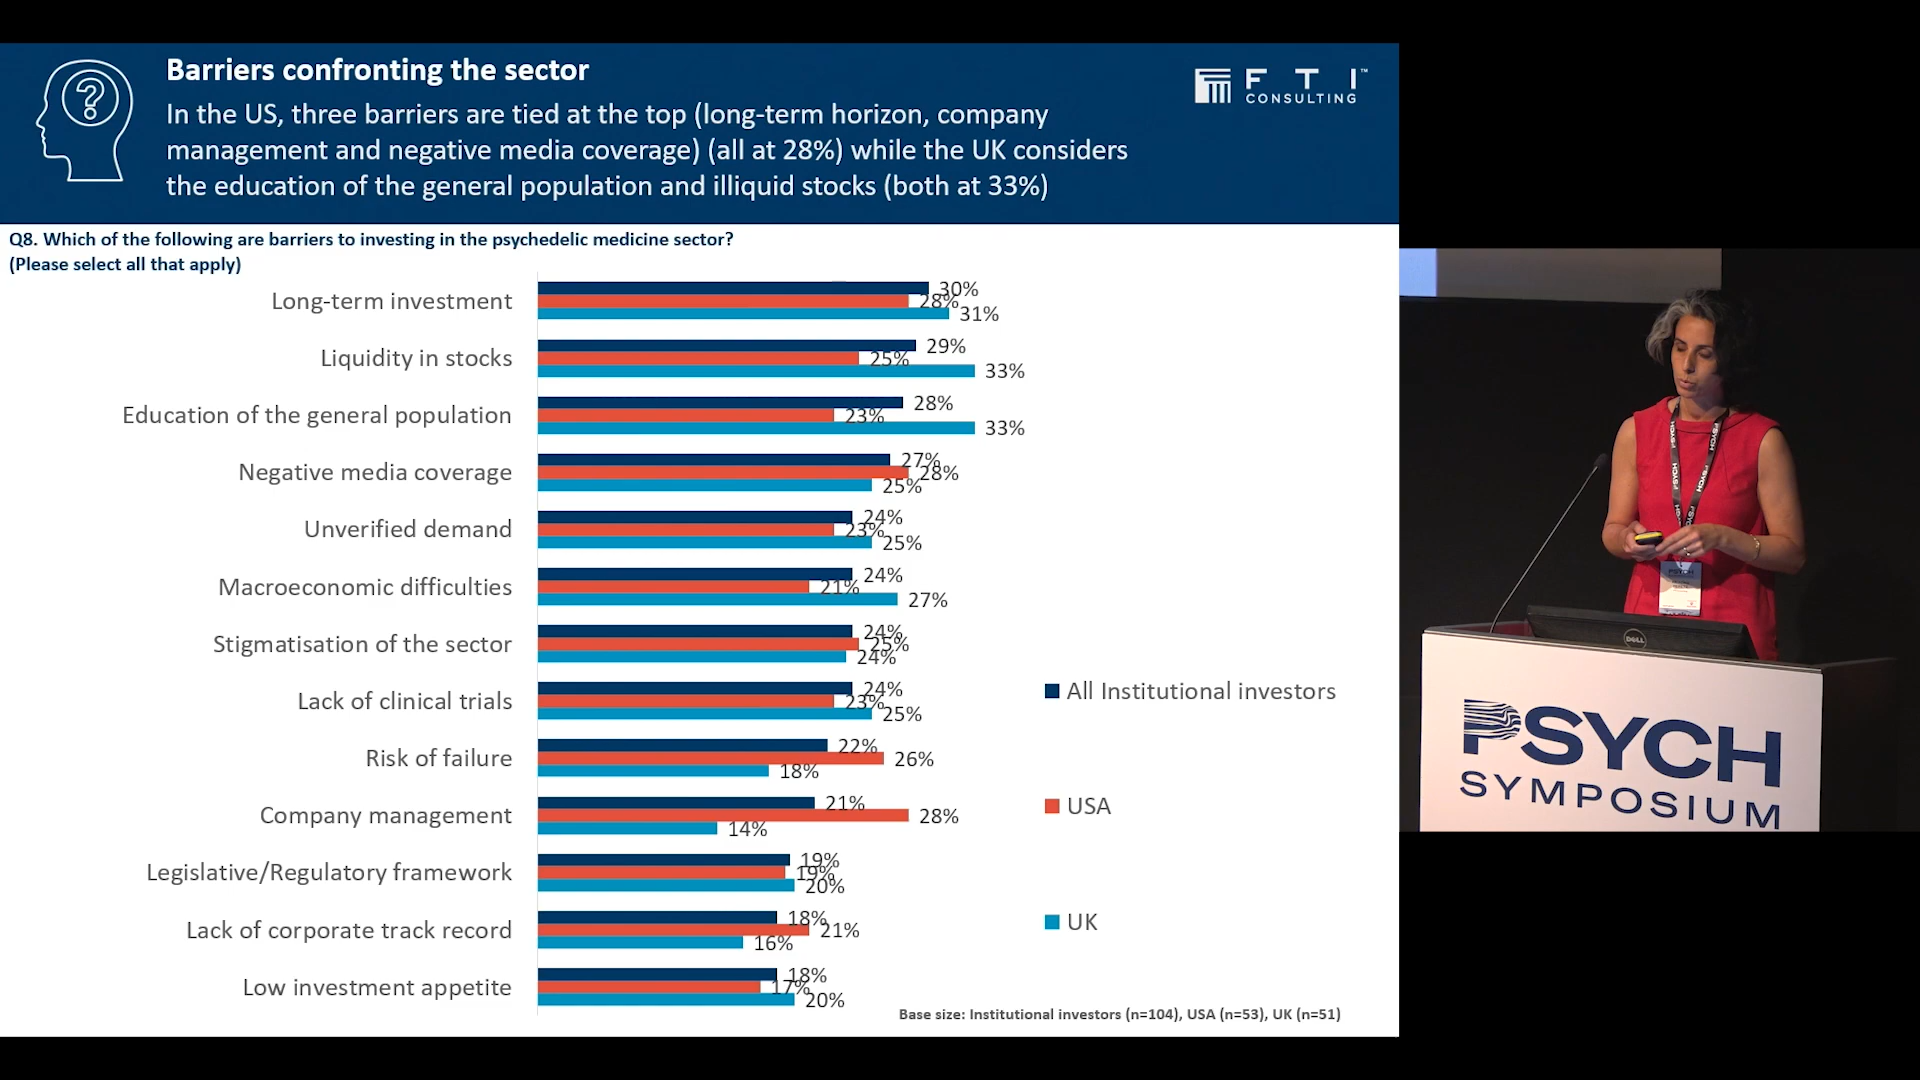 Barriers confronting the sector
In the US, three barriers are tied at the top (long-term horizon, company
management and negative media coverage) (all at 28%) while the UK considers
the education of the general population and illiquid stocks (both at 33%)
F T I™
CONSULTING
Q8. Which of the following are barriers to investing in the psychedelic medicine sector?
(Please select all that apply)
Long-term investment
30%
28%
31%
Liquidity in stocks
29%
25%
33%
Education of the general population
28%
23%
33%
Negative media coverage
27%
28%
25%
Unverified demand
24%
23%
25%
Macroeconomic difficulties
24%
21%
27%
Stigmatisation of the sector
24%
25%
24%
Lack of clinical trials
24%
23%
25%
Risk of failure
22%
26%
18%
Company management
21%
28%
14%
Legislative/Regulatory framework
19%
19%
20%
Lack of corporate track record
18%
21%
16%
Low investment appetite
18%
17%
20%
All Institutional investors
USA
UK
Base size: Institutional investors (n=104), USA (n=53), UK (n=51)
PSYCH
PSYCH
PSYCH
DELL
PSYCH
SYMPOSIUM